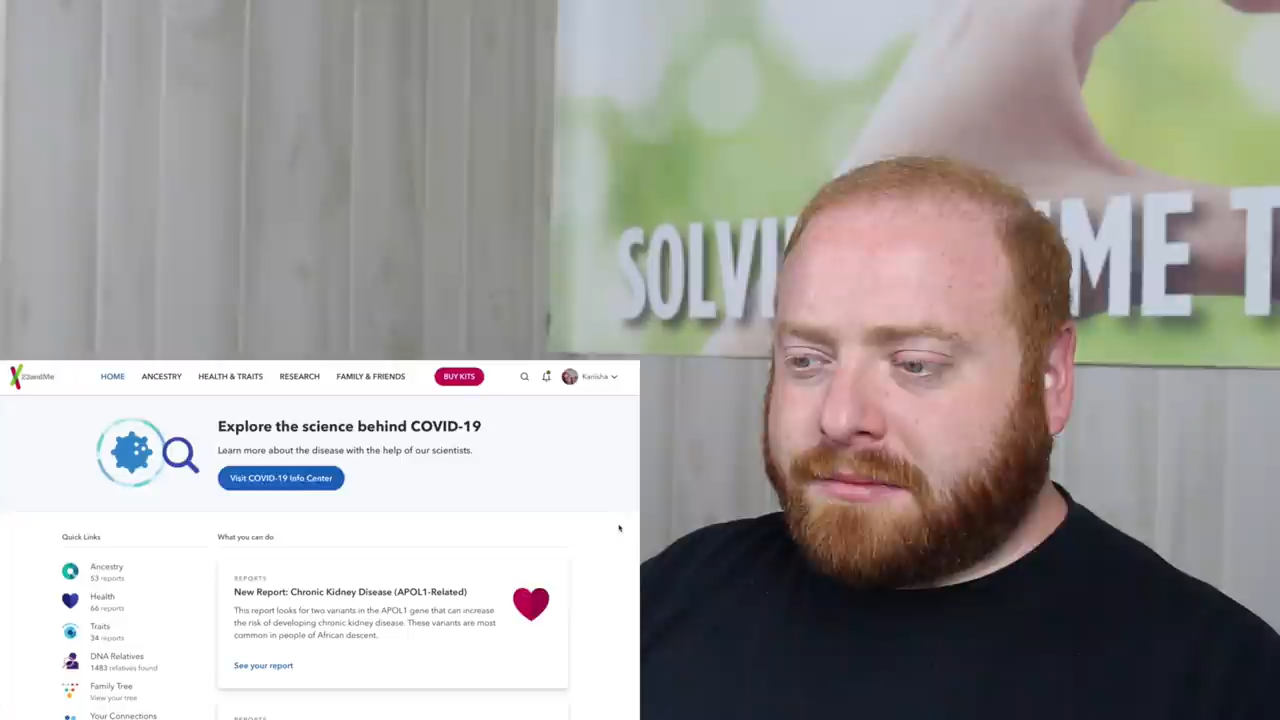 SOLVI ME T
23andMe
HOME ANCESTRY HEALTH & TRAITS RESEARCH FAMILY & FRIENDS BUY KITS Kanisha
Explore the science behind COVID-19
Learn more about the disease with the help of our scientists.
Visit COVID-19 Info Center
Quick Links
Ancestry
53 reports
Health
66 reports
Traits
34 reports
DNA Relatives
1483 relatives found
Family Tree
View your tree
Your Connections
What you can do
REPORTS
New Report: Chronic Kidney Disease (APOL1-Related)
This report looks for two variants in the APOL1 gene that can increase
the risk of developing chronic kidney disease. These variants are most
common in people of African descent.
See your report
REPORTS